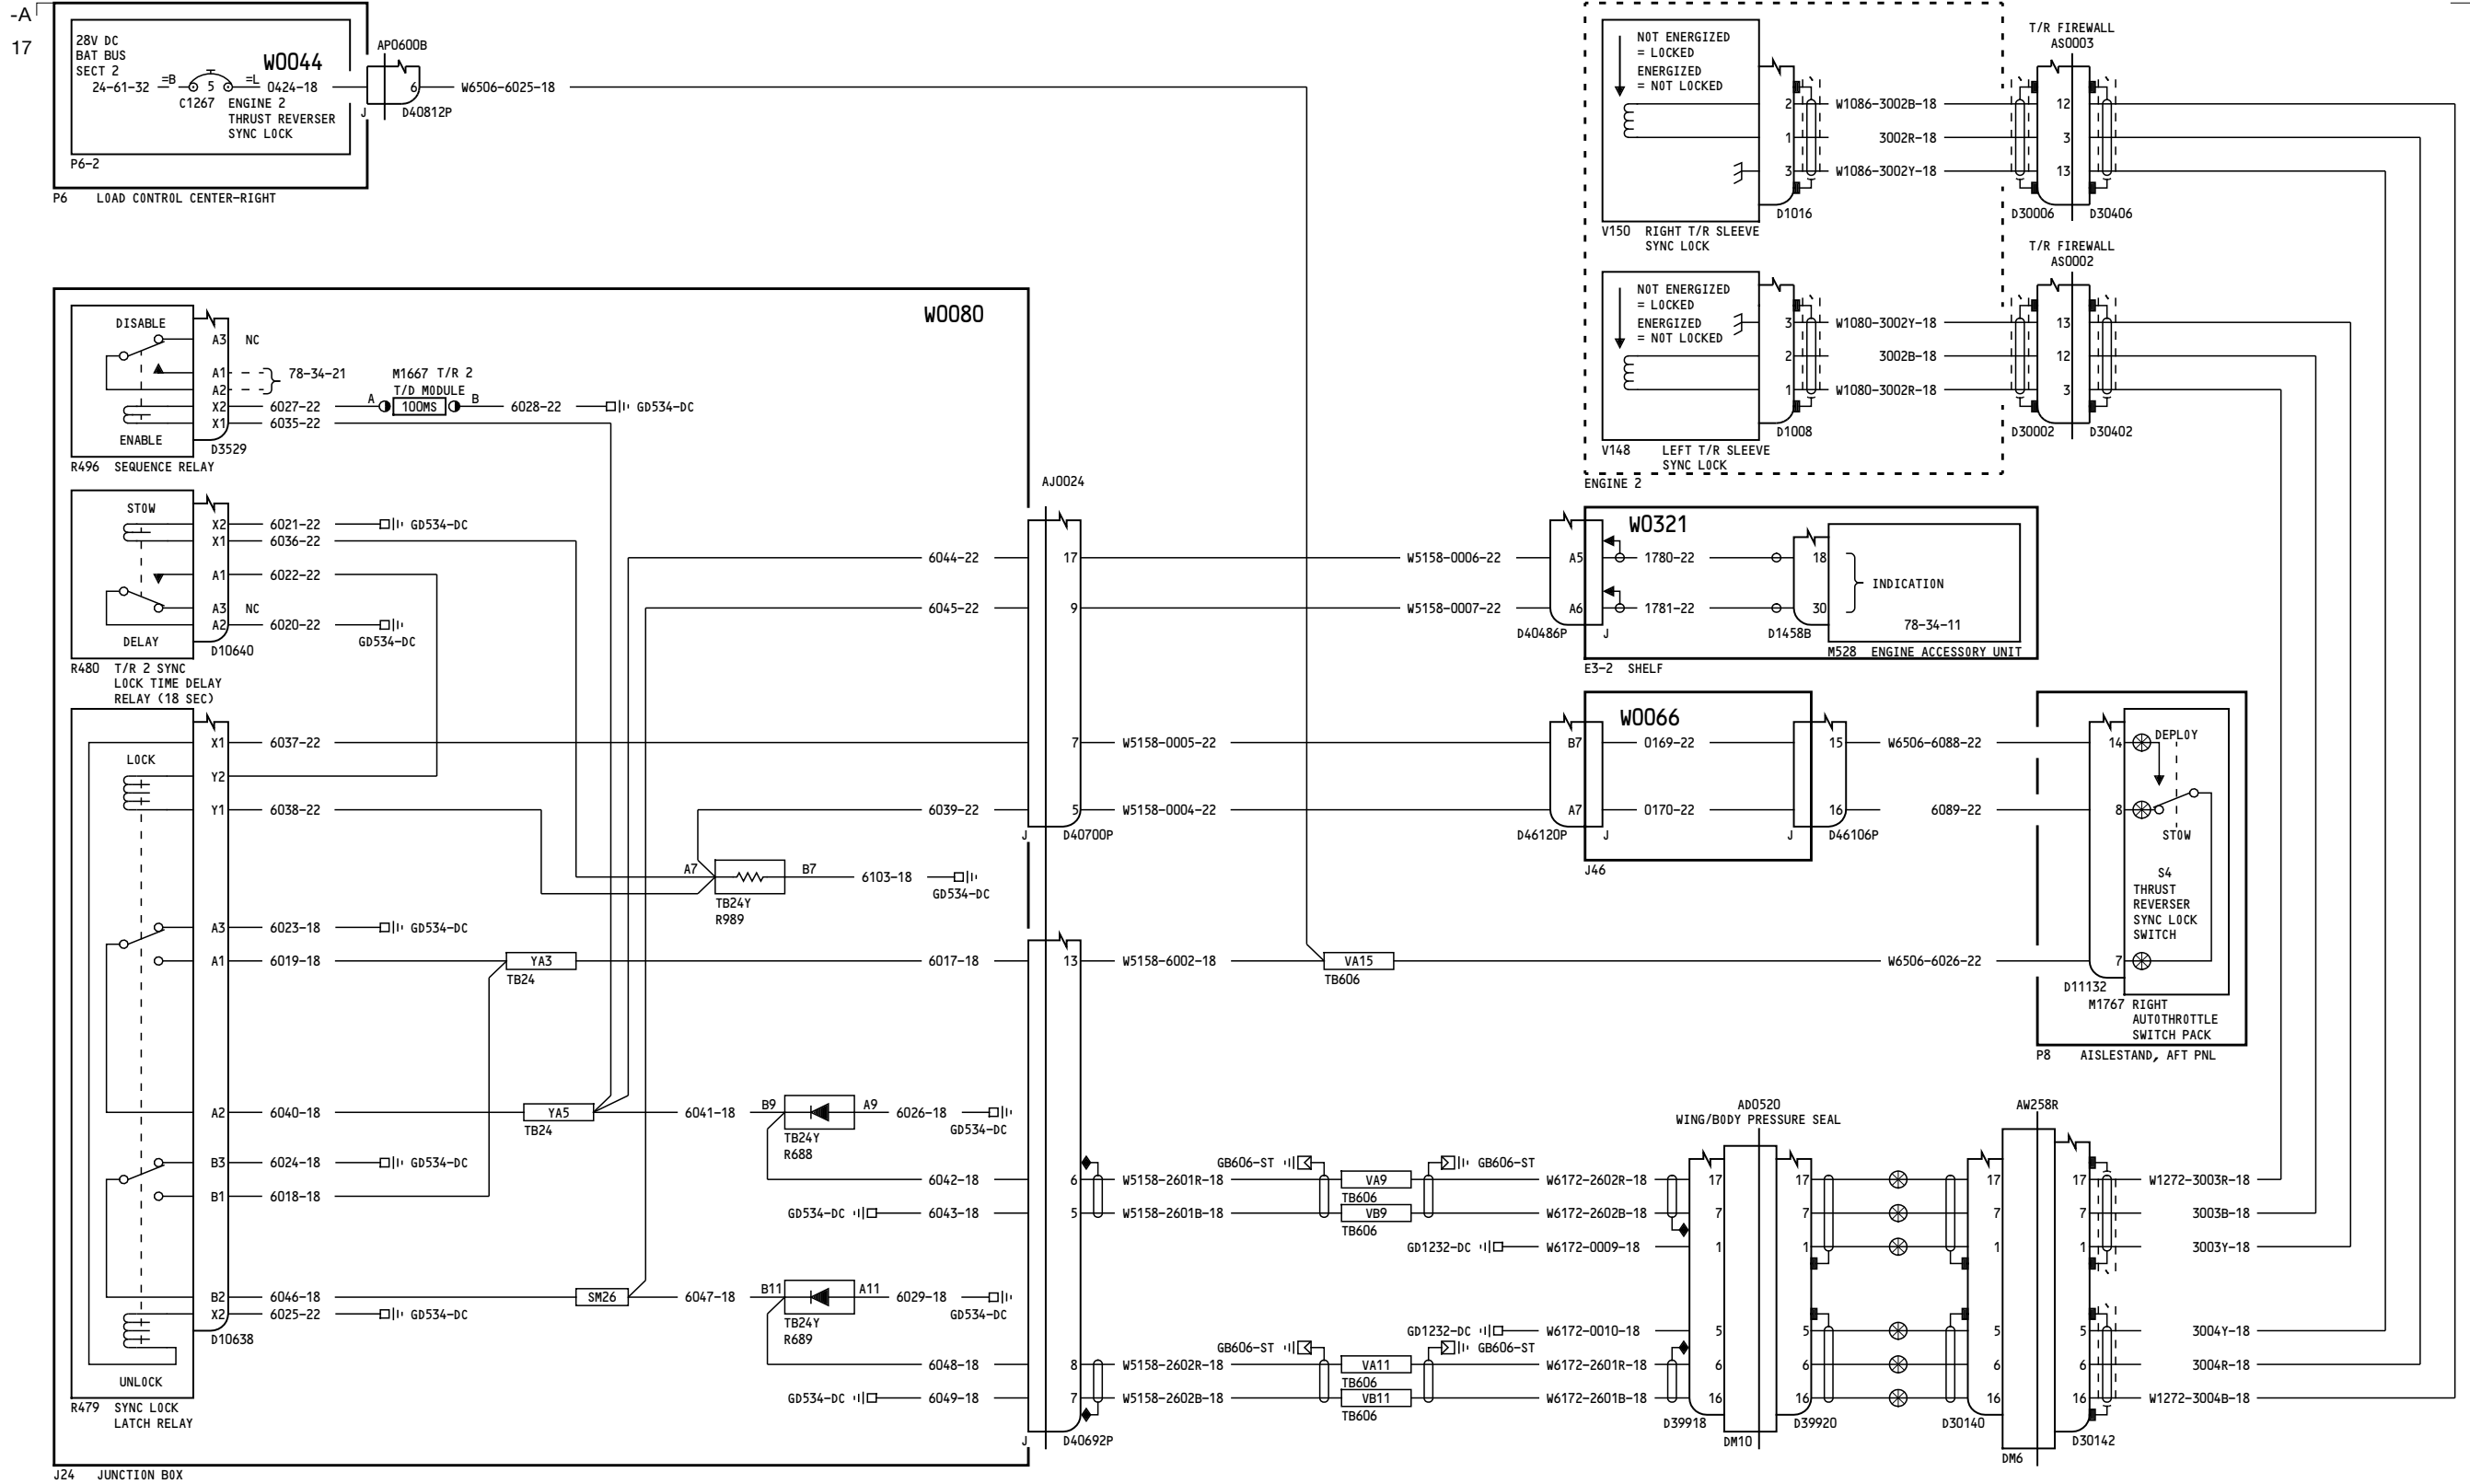 -A
17
28V DC
BAT BUS
SECT 2
W0044
24-61-32
=B
5
=L
0424-18
C1267
ENGINE 2
THRUST REVERSER
SYNC LOCK
P6-2
P6 LOAD CONTROL CENTER-RIGHT
AP0600B
6
J
D40812P
W6506-6025-18
NOT ENERGIZED
= LOCKED
ENERGIZED
= NOT LOCKED
2
1
3
D1016
V150 RIGHT T/R SLEEVE
SYNC LOCK
W1086-3002B-18
3002R-18
W1086-3002Y-18
T/R FIREWALL
AS0003
12
3
13
D30006
D30406
NOT ENERGIZED
= LOCKED
ENERGIZED
= NOT LOCKED
3
2
1
D1008
V148 LEFT T/R SLEEVE
SYNC LOCK
ENGINE 2
W1080-3002Y-18
3002B-18
W1080-3002R-18
T/R FIREWALL
AS0002
13
12
3
D30002
D30402
W0080
DISABLE
A3 NC
A1
A2
78-34-21
X2 6027-22
X1 6035-22
ENABLE
D3529
R496 SEQUENCE RELAY
M1667 T/R 2
T/D MODULE
A 100MS B
6028-22
GD534-DC
STOW
X2 6021-22 GD534-DC
X1 6036-22
A1 6022-22
A3 NC
A2 6020-22
GD534-DC
DELAY
D10640
R480 T/R 2 SYNC
LOCK TIME DELAY
RELAY (18 SEC)
LOCK
X1 6037-22
Y2
Y1 6038-22
A3 6023-18 GD534-DC
A1 6019-18
YA3
TB24
6017-18
A2 6040-18
YA5
TB24
6041-18
B9
A9
6026-18
GD534-DC
TB24Y
R688
B3 6024-18 GD534-DC
B1 6018-18
6042-18
GD534-DC 6043-18
B2 6046-18
SM26
6047-18
B11
A11
6029-18
GD534-DC
TB24Y
R689
X2 6025-22 GD534-DC
D10638
6048-18
GD534-DC 6049-18
UNLOCK
R479 SYNC LOCK
LATCH RELAY
J24 JUNCTION BOX
A7
B7
6103-18
GD534-DC
TB24Y
R989
AJ0024
6044-22
17
6045-22
9
7
6039-22
5
J
D40700P
13
6
5
8
7
J
D40692P
W5158-0006-22
W5158-0007-22
A5
A6
D40486P
J
W0321
1780-22
1781-22
18
30
D1458B
INDICATION
78-34-11
M528 ENGINE ACCESSORY UNIT
E3-2 SHELF
W5158-0005-22
W5158-0004-22
B7
A7
D46120P
J
W0066
0169-22
0170-22
15
16
J
D46106P
J46
W6506-6088-22
6089-22
14
8
7
DEPLOY
STOW
S4
THRUST
REVERSER
SYNC LOCK
SWITCH
D11132
M1767 RIGHT
AUTOTHROTTLE
SWITCH PACK
P8 AISLESTAND, AFT PNL
W5158-6002-18
VA15
TB606
W6506-6026-22
W5158-2601R-18
W5158-2601B-18
GB606-ST
VA9
TB606
VB9
TB606
GB606-ST
W6172-2602R-18
W6172-2602B-18
GD1232-DC W6172-0009-18
GD1232-DC W6172-0010-18
W5158-2602R-18
W5158-2602B-18
GB606-ST
VA11
TB606
VB11
TB606
GB606-ST
W6172-2601R-18
W6172-2601B-18
AD0520
WING/BODY PRESSURE SEAL
17
7
1
5
6
16
D39918
DM10
17
7
1
5
6
16
D39920
AW258R
17
7
1
5
6
16
D30140
DM6
17
7
1
5
6
16
D30142
W1272-3003R-18
3003B-18
3003Y-18
3004Y-18
3004R-18
W1272-3004B-18